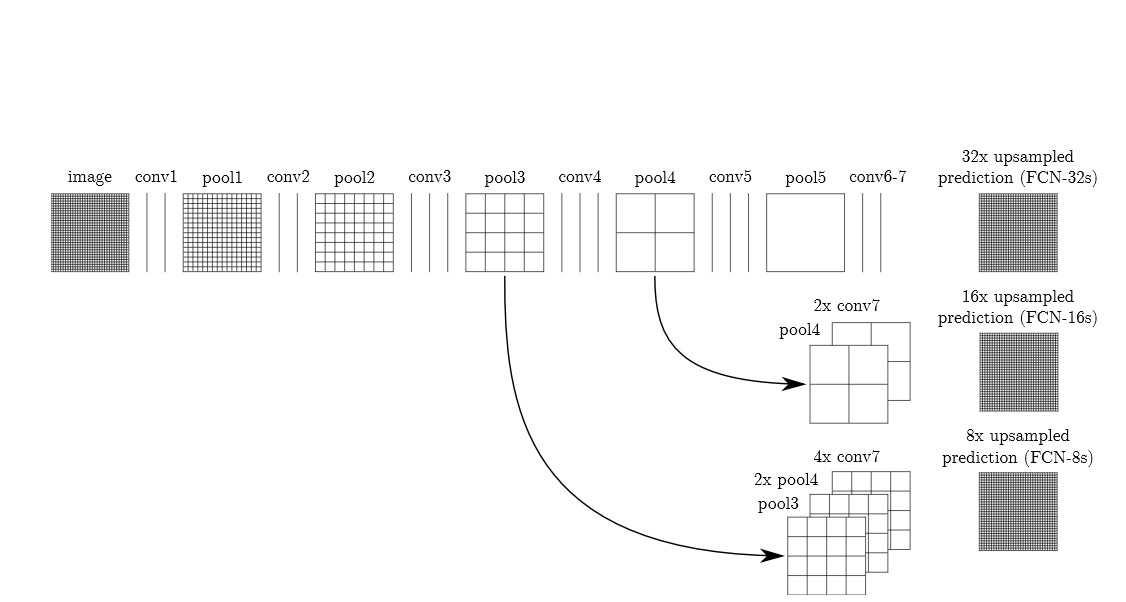 image conv1 pool1 conv2 pool2 conv3 pool3 conv4 pool4 conv5 pool5 conv6-7
32x upsampled
prediction (FCN-32s)
2x conv7
pool4
16x upsampled
prediction (FCN-16s)
4x conv7
2x pool4
pool3
8x upsampled
prediction (FCN-8s)